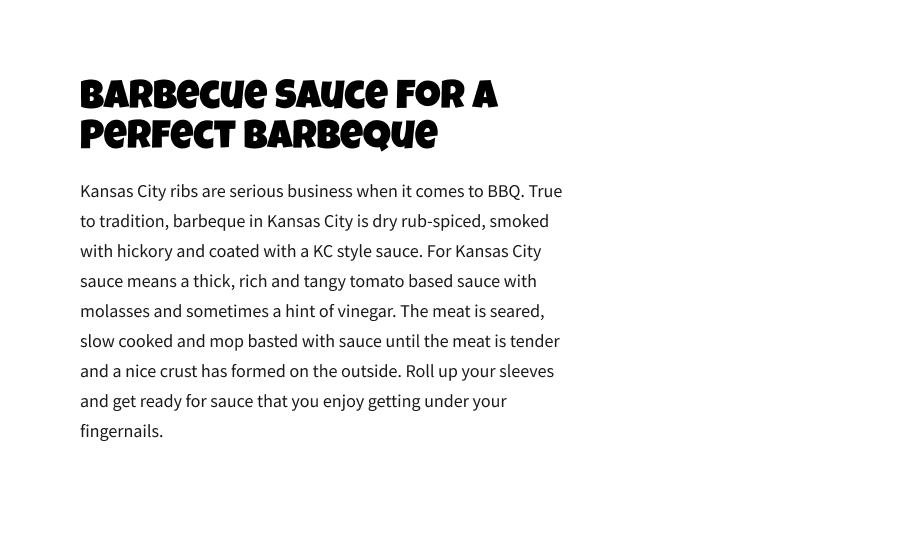 Barbecue Sauce for a
Perfect Barbeque
Kansas City ribs are serious business when it comes to BBQ. True
to tradition, barbeque in Kansas City is dry rub-spiced, smoked
with hickory and coated with a KC style sauce. For Kansas City
sauce means a thick, rich and tangy tomato based sauce with
molasses and sometimes a hint of vinegar. The meat is seared,
slow cooked and mop basted with sauce until the meat is tender
and a nice crust has formed on the outside. Roll up your sleeves
and get ready for sauce that you enjoy getting under your
fingernails.